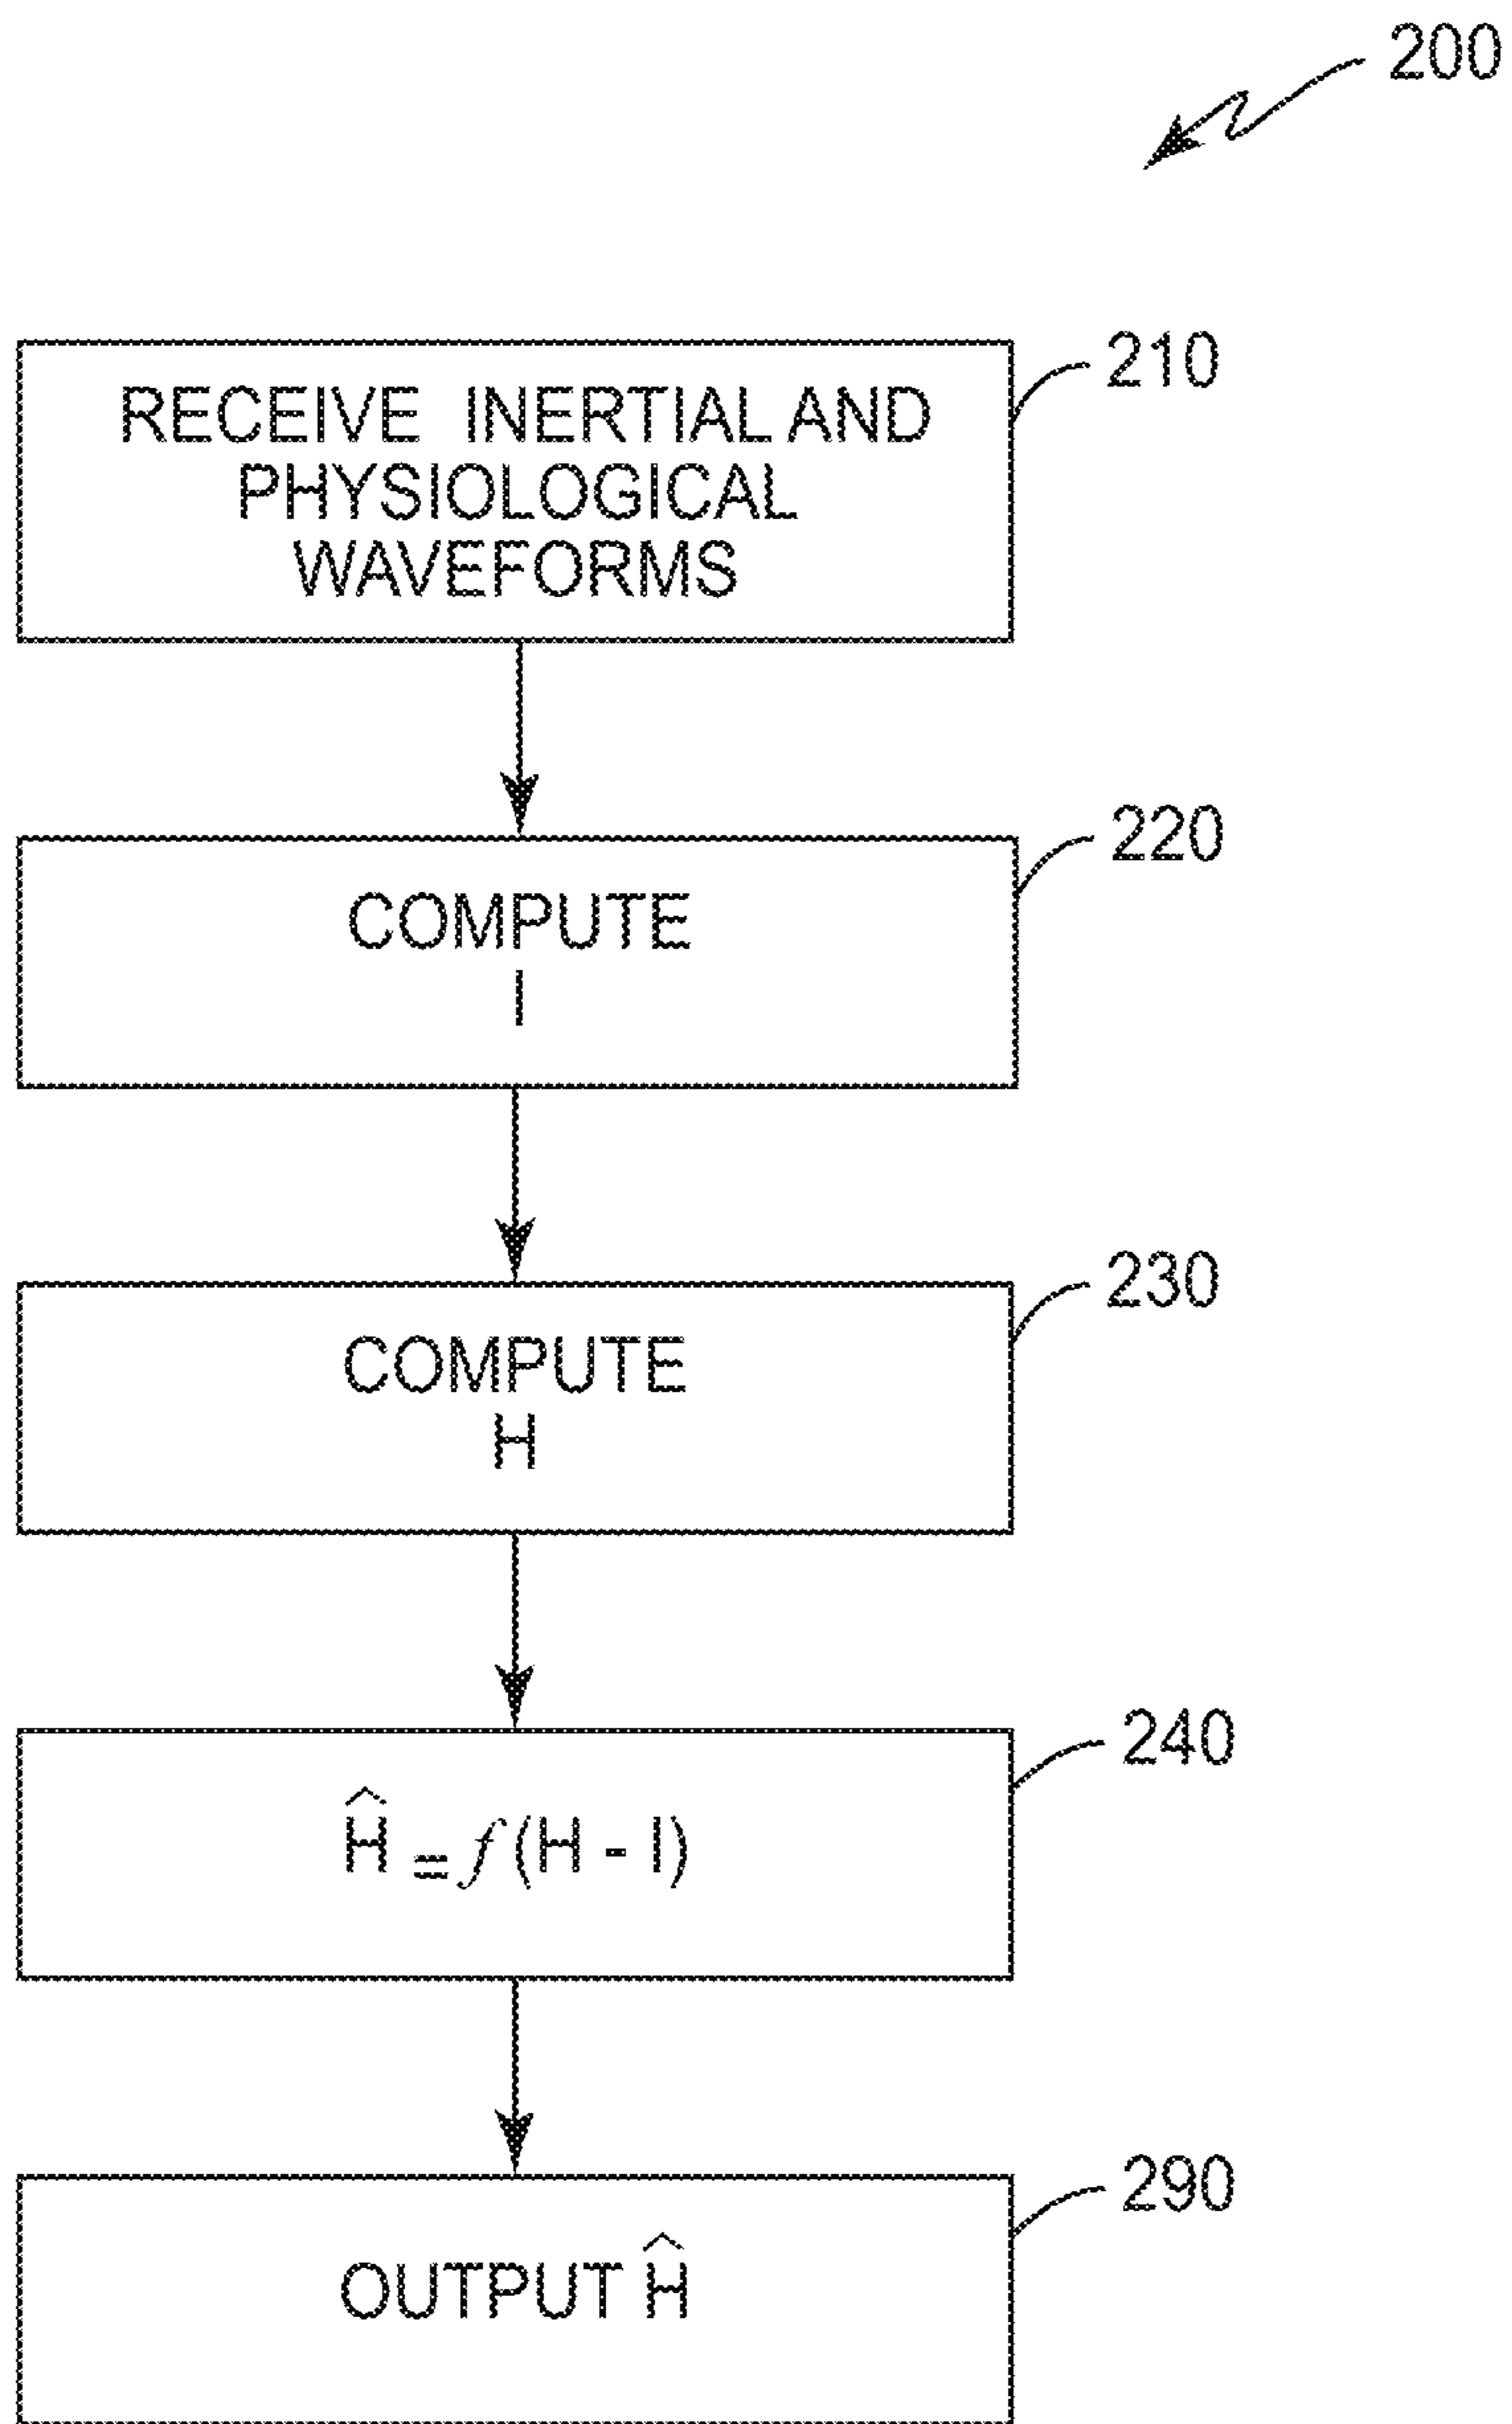 200
210
RECEIVE INERTIAL AND
PHYSIOLOGICAL
WAVEFORMS
220
COMPUTE
I
230
COMPUTE
H
240
Ĥ = f (H - I)
290
OUTPUT Ĥ